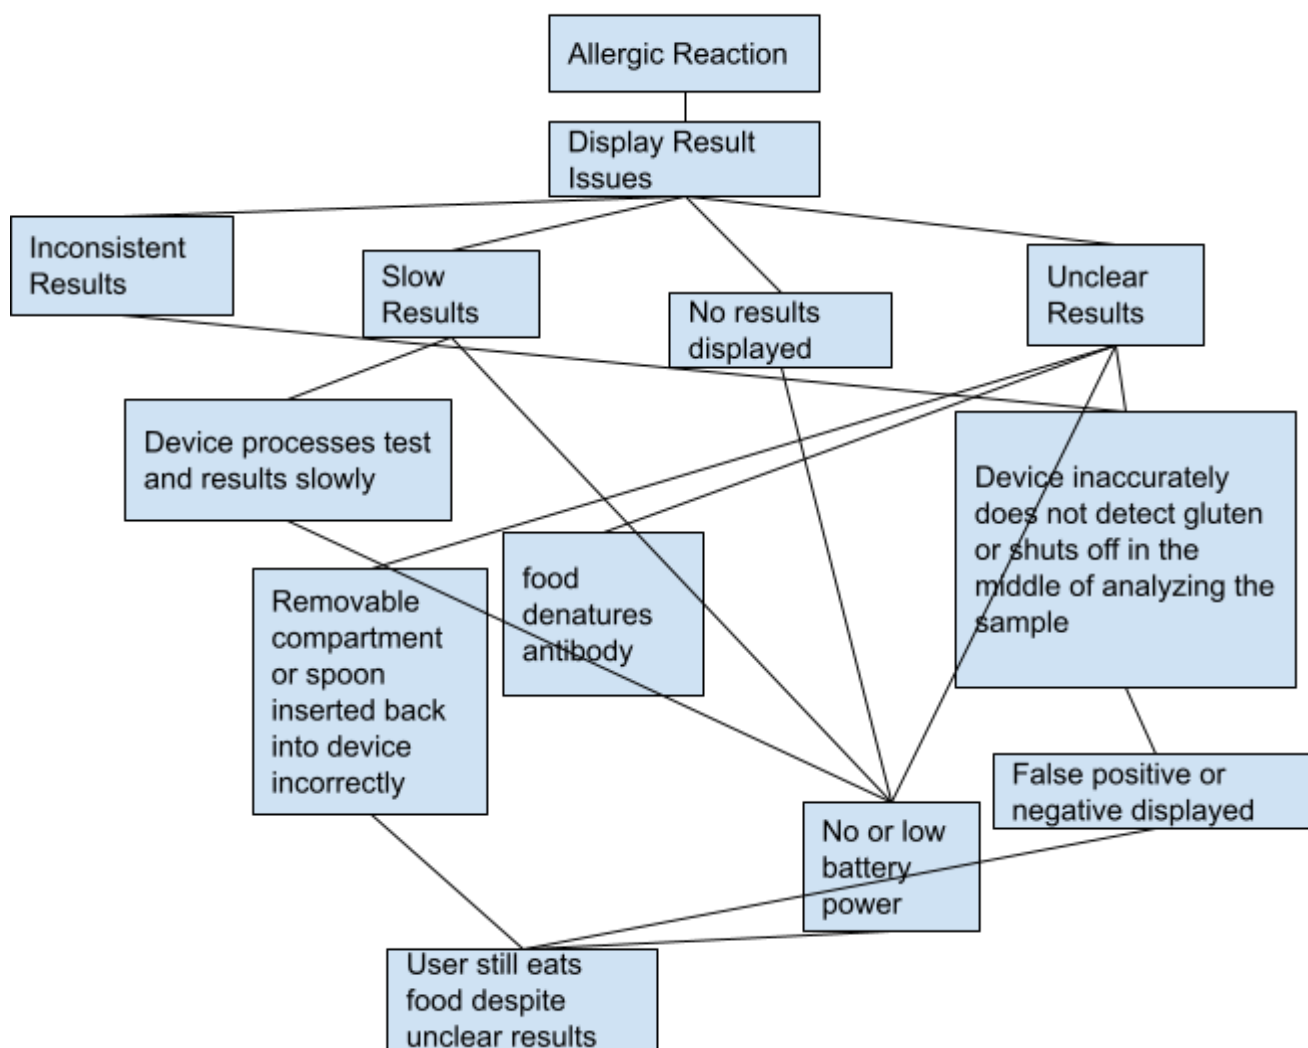 Allergic Reaction
Display Result
Issues
Inconsistent
Results
Slow
Results
No results
displayed
Unclear
Results
Device processes test
and results slowly
Device inaccurately
does not detect gluten
or shuts off in the
middle of analyzing the
sample
Removable
compartment
or spoon
inserted back
into device
incorrectly
food
denatures
antibody
False positive or
negative displayed
No or low
battery
power
User still eats
food despite
unclear results